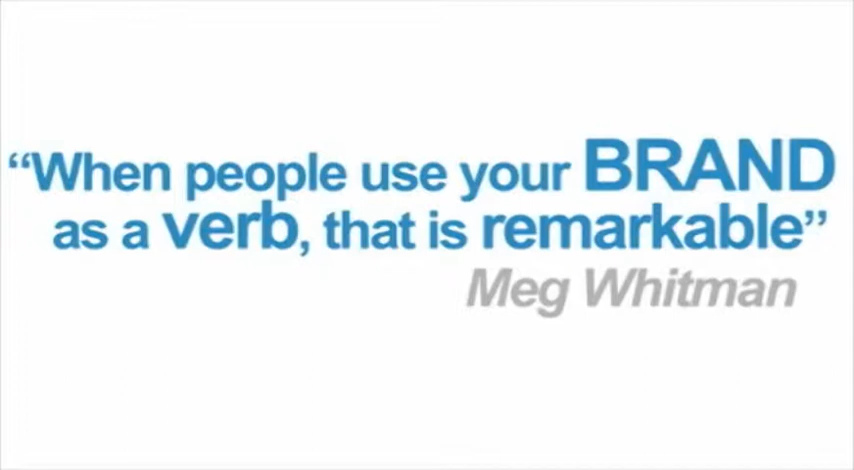 “When people use your BRAND
as a verb, that is remarkable”
Meg Whitman